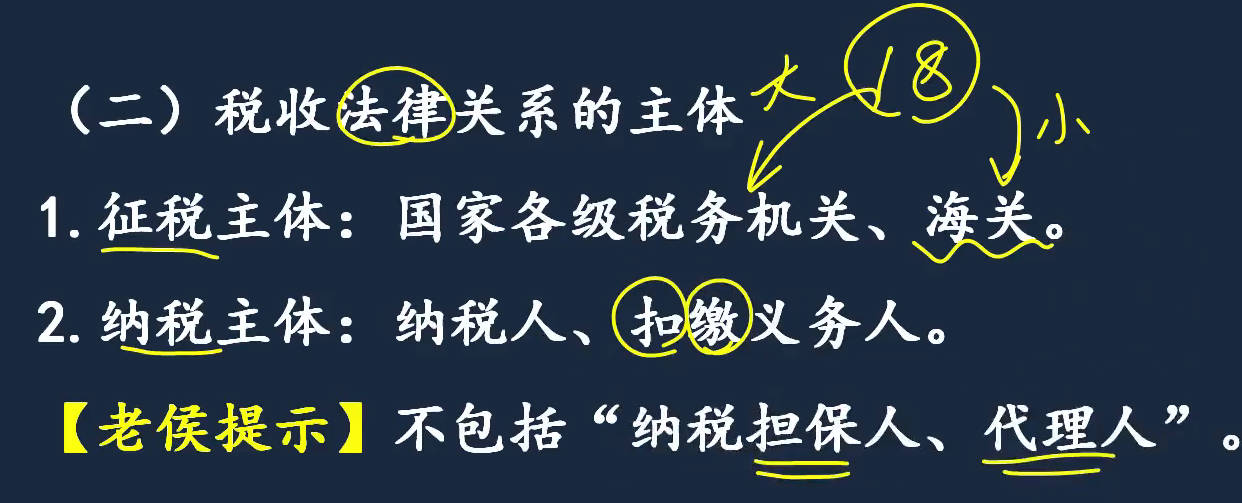 18
（二）税收法律关系的主体 大
小
1. 征税主体：国家各级税务机关、海关。
2. 纳税主体：纳税人、扣缴义务人。
【老侯提示】不包括“纳税担保人、代理人”。